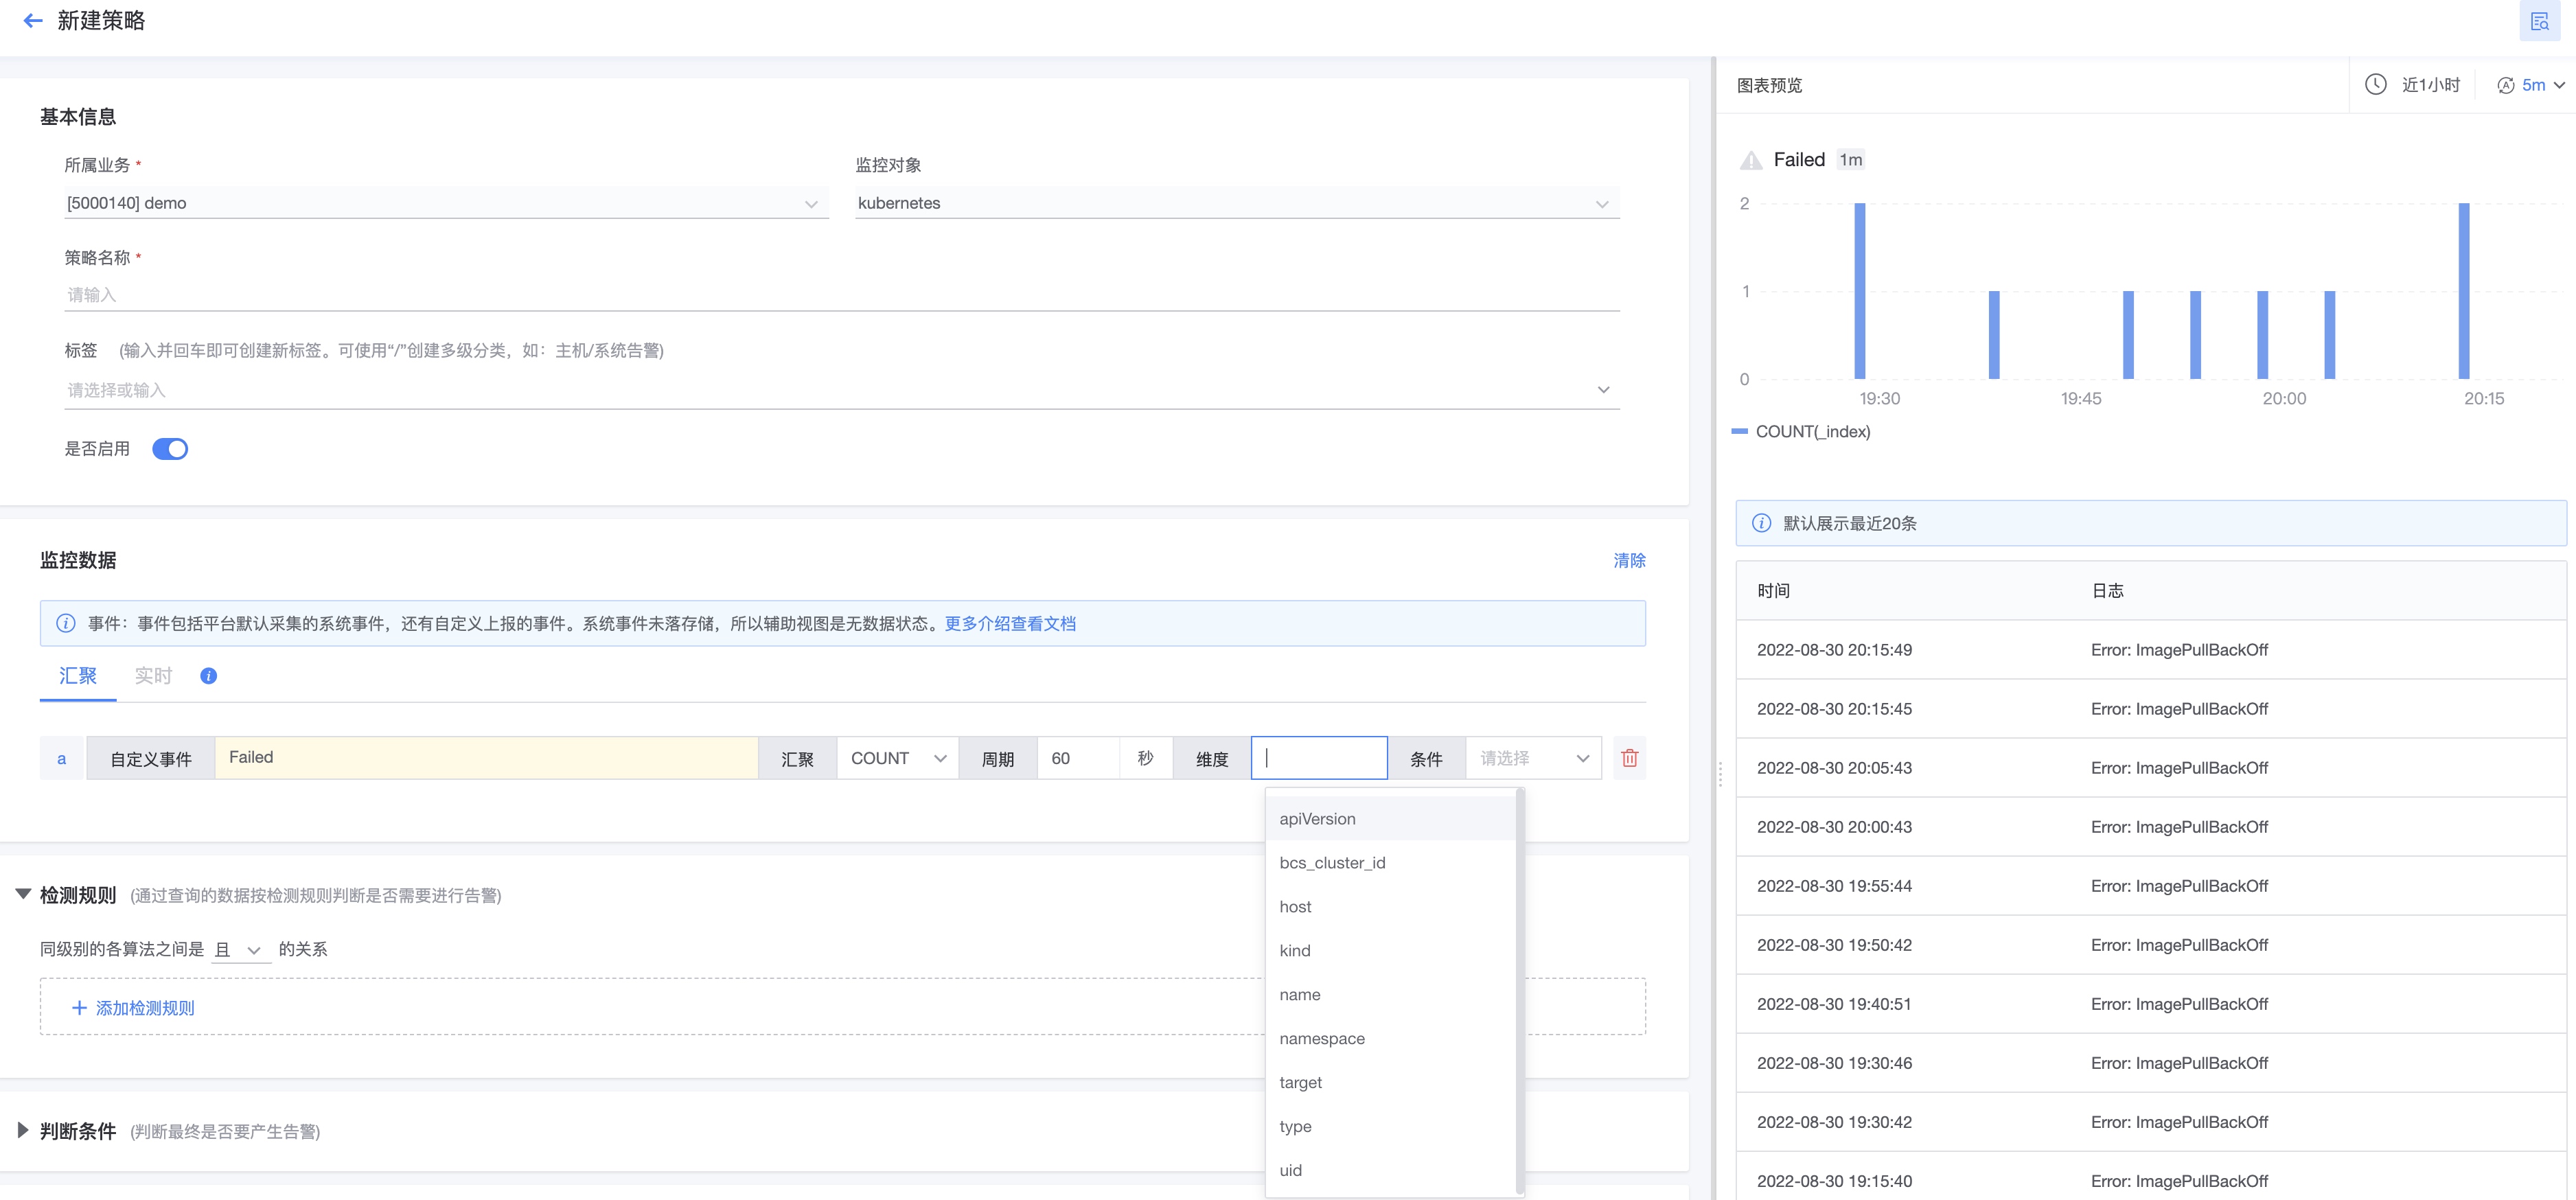 新建策略
基本信息
所属业务 *
监控对象
[5000140] demo
kubernetes
策略名称 *
请输入
标签 (输入并回车即可创建新标签。可使用“/”创建多级分类，如：主机/系统告警)
请选择或输入
是否启用
监控数据
清除
事件：事件包括平台默认采集的系统事件，还有自定义上报的事件。系统事件未落存储，所以辅助视图是无数据状态。更多介绍查看文档
汇聚 实时
a 自定义事件 Failed 汇聚 COUNT 周期 60 秒 维度 条件 请选择
apiVersion
bcs_cluster_id
host
kind
name
namespace
target
type
uid
检测规则 (通过查询的数据按检测规则判断是否需要进行告警)
同级别的各算法之间是 且 的关系
+ 添加检测规则
判断条件 (判断最终是否要产生告警)
图表预览
近1小时
5m
Failed 1m
2
1
0
19:30 19:45 20:00 20:15
COUNT(_index)
默认展示最近20条
时间 日志
2022-08-30 20:15:49 Error: ImagePullBackOff
2022-08-30 20:15:45 Error: ImagePullBackOff
2022-08-30 20:05:43 Error: ImagePullBackOff
2022-08-30 20:00:43 Error: ImagePullBackOff
2022-08-30 19:55:44 Error: ImagePullBackOff
2022-08-30 19:50:42 Error: ImagePullBackOff
2022-08-30 19:40:51 Error: ImagePullBackOff
2022-08-30 19:30:46 Error: ImagePullBackOff
2022-08-30 19:30:42 Error: ImagePullBackOff
2022-08-30 19:15:40 Error: ImagePullBackOff